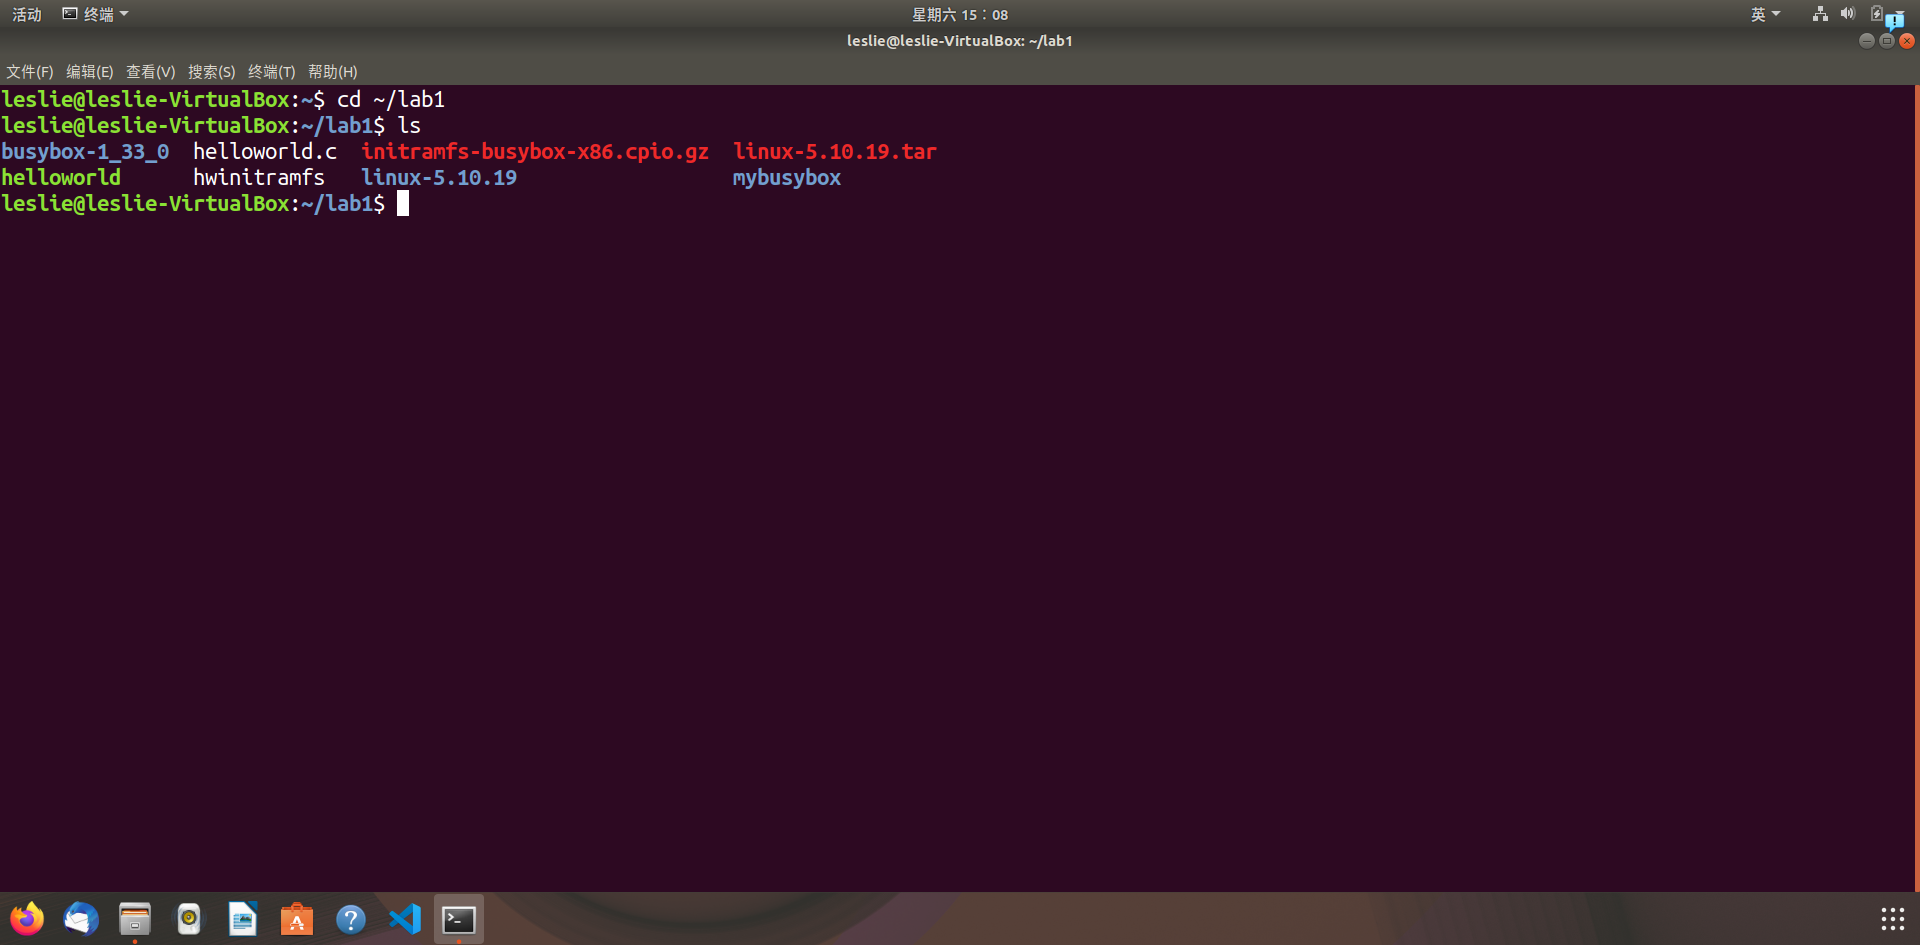 活动 终端 星期六 15：08 英
leslie@leslie-VirtualBox: ~/lab1
文件(F) 编辑(E) 查看(V) 搜索(S) 终端(T) 帮助(H)
leslie@leslie-VirtualBox:~$ cd ~/lab1
leslie@leslie-VirtualBox:~/lab1$ ls
busybox-1_33_0 helloworld.c initramfs-busybox-x86.cpio.gz linux-5.10.19.tar
helloworld hwinitramfs linux-5.10.19 mybusybox
leslie@leslie-VirtualBox:~/lab1$